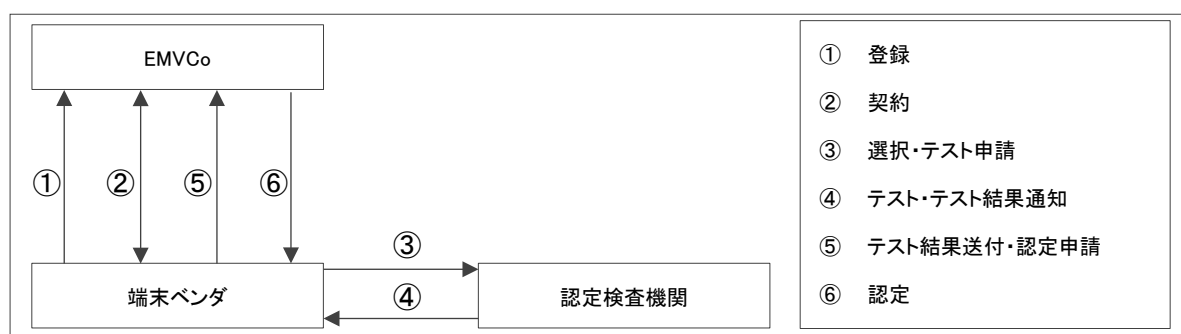 EMVCo
① ② ⑤ ⑥
端末ベンダ
③
④
認定検査機関
① 登録
② 契約
③ 選択・テスト申請
④ テスト・テスト結果通知
⑤ テスト結果送付・認定申請
⑥ 認定